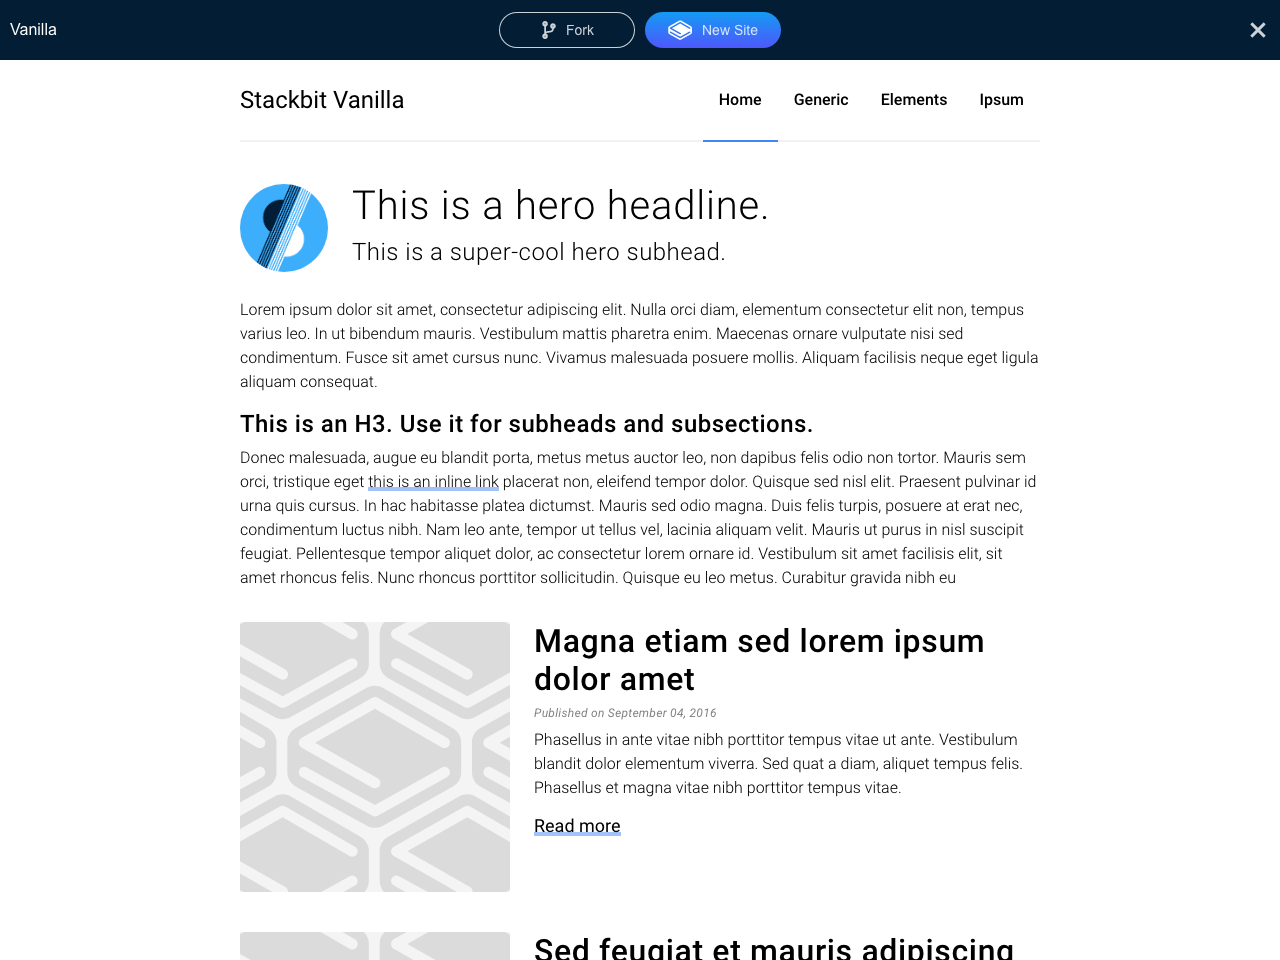 Vanilla
Fork
New Site
Stackbit Vanilla
Home Generic Elements Ipsum
This is a hero headline.
This is a super-cool hero subhead.
Lorem ipsum dolor sit amet, consectetur adipiscing elit. Nulla orci diam, elementum consectetur elit non, tempus
varius leo. In ut bibendum mauris. Vestibulum mattis pharetra enim. Maecenas ornare vulputate nisi sed
condimentum. Fusce sit amet cursus nunc. Vivamus malesuada posuere mollis. Aliquam facilisis neque eget ligula
aliquam consequat.
This is an H3. Use it for subheads and subsections.
Donec malesuada, augue eu blandit porta, metus metus auctor leo, non dapibus felis odio non tortor. Mauris sem
orci, tristique eget this is an inline link placerat non, eleifend tempor dolor. Quisque sed nisl elit. Praesent pulvinar id
urna quis cursus. In hac habitasse platea dictumst. Mauris sed odio magna. Duis felis turpis, posuere at erat nec,
condimentum luctus nibh. Nam leo ante, tempor ut tellus vel, lacinia aliquam velit. Mauris ut purus in nisl suscipit
feugiat. Pellentesque tempor aliquet dolor, ac consectetur lorem ornare id. Vestibulum sit amet facilisis elit, sit
amet rhoncus felis. Nunc rhoncus porttitor sollicitudin. Quisque eu leo metus. Curabitur gravida nibh eu
Magna etiam sed lorem ipsum
dolor amet
Published on September 04, 2016
Phasellus in ante vitae nibh porttitor tempus vitae ut ante. Vestibulum
blandit dolor elementum viverra. Sed quat a diam, aliquet tempus felis.
Phasellus et magna vitae nibh porttitor tempus vitae.
Read more
Sed feugiat et mauris adipiscing